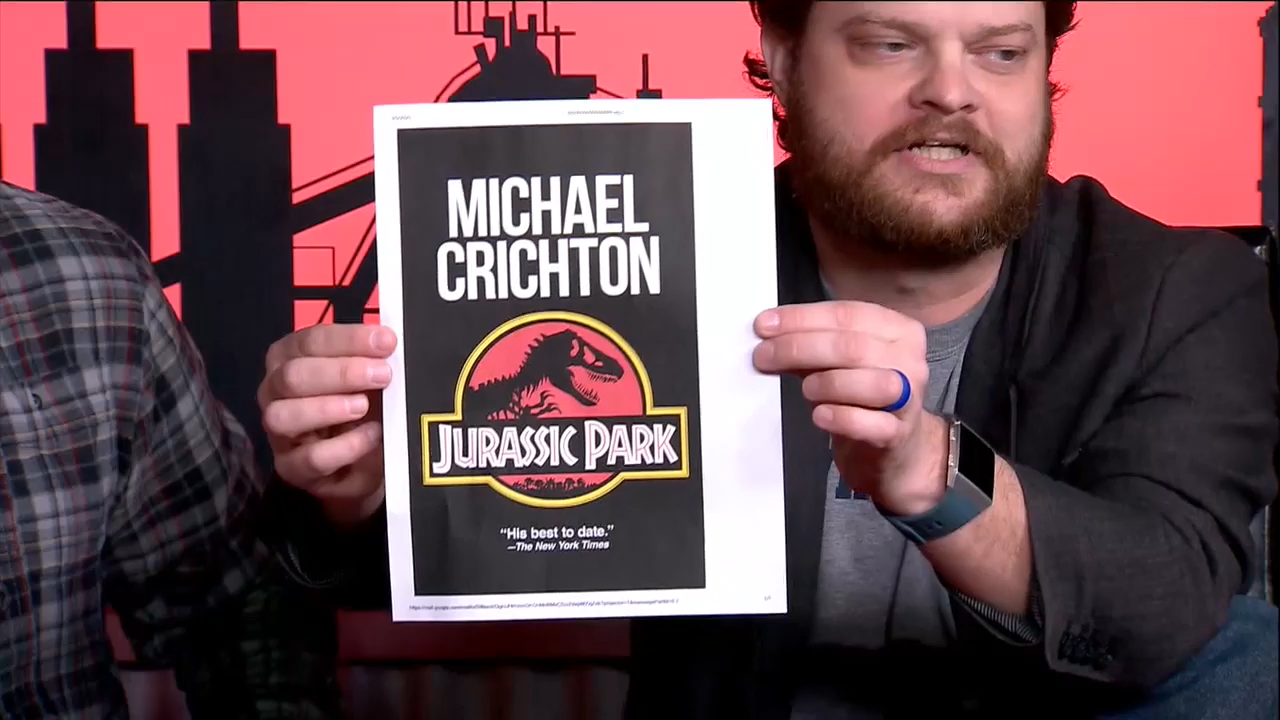 MICHAEL
CRICHTON
JURASSIC PARK
“His best to date.”
—The New York Times